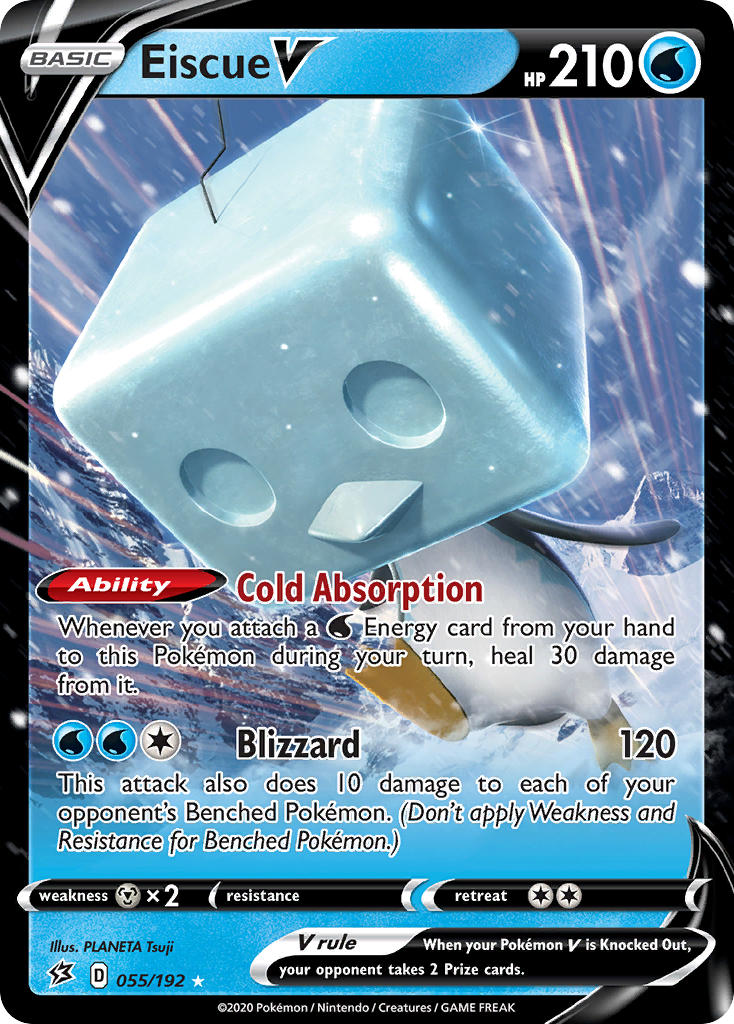 BASIC
Eiscue V
HP 210
Ability Cold Absorption
Whenever you attach a Energy card from your hand
to this Pokémon during your turn, heal 30 damage
from it.
Blizzard 120
This attack also does 10 damage to each of your
opponent's Benched Pokémon. (Don't apply Weakness and
Resistance for Benched Pokémon.)
weakness ×2 resistance retreat
Illus. PLANETA Tsuji
V rule When your Pokémon V is Knocked Out,
your opponent takes 2 Prize cards.
D 055/192 ★
©2020 Pokémon / Nintendo / Creatures / GAME FREAK